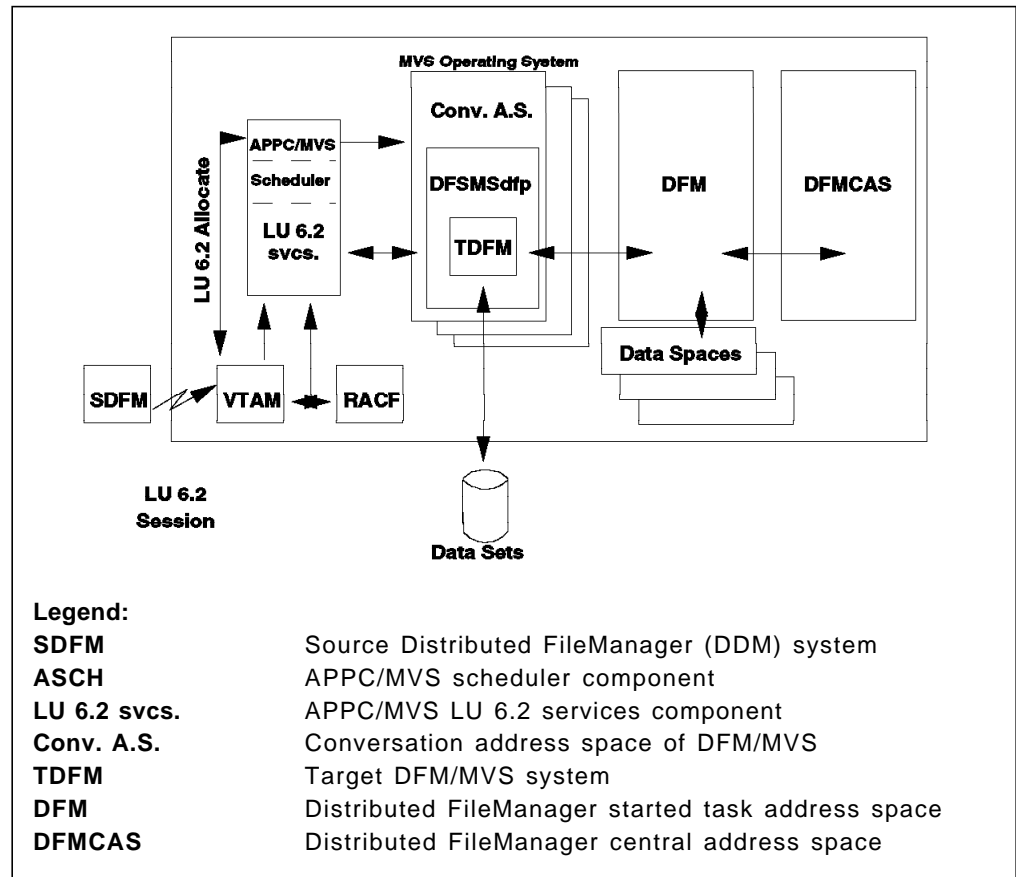 MVS Operating System
Conv. A.S.
APPC/MVS
Scheduler
LU 6.2
svcs.
LU 6.2 Allocate
DFSMSdfp
TDFM
DFM
DFMCAS
Data Spaces
SDFM
VTAM
RACF
LU 6.2
Session
Data Sets
Legend:
SDFM Source Distributed FileManager (DDM) system
ASCH APPC/MVS scheduler component
LU 6.2 svcs. APPC/MVS LU 6.2 services component
Conv. A.S. Conversation address space of DFM/MVS
TDFM Target DFM/MVS system
DFM Distributed FileManager started task address space
DFMCAS Distributed FileManager central address space